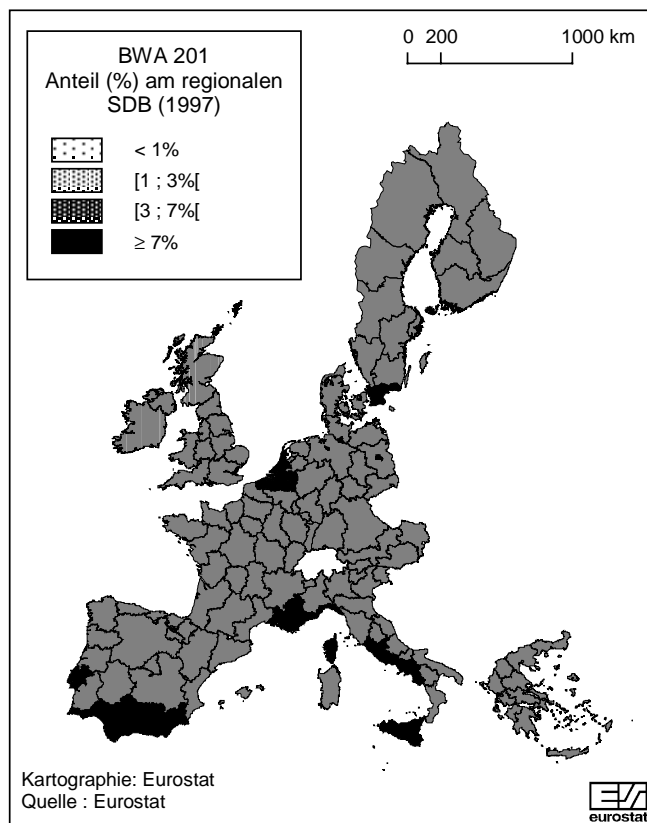 BWA 201
Anteil (%) am regionalen
SDB (1997)
< 1%
[1 ; 3%[
[3 ; 7%[
≥ 7%
0 200 1000 km
Kartographie: Eurostat
Quelle : Eurostat
eurostat